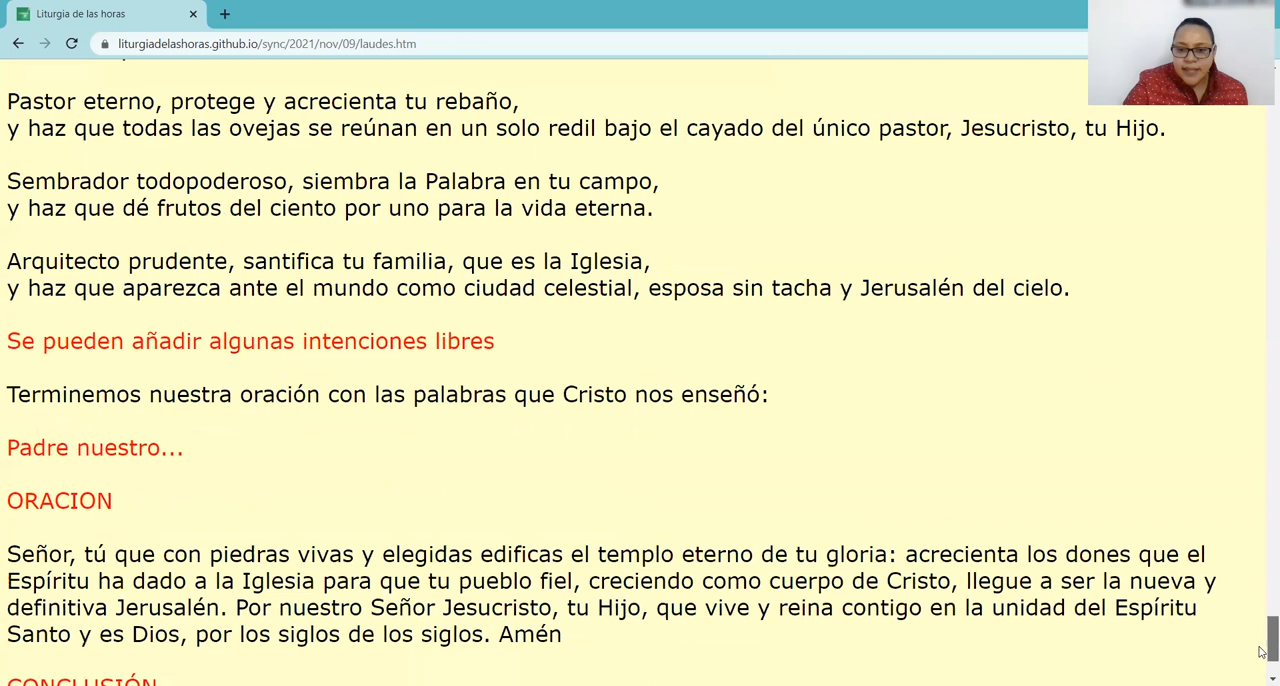 Liturgia de las horas
liturgiadelashoras.github.io/sync/2021/nov/09/laudes.htm
Pastor eterno, protege y acrecienta tu rebaño,
y haz que todas las ovejas se reúnan en un solo redil bajo el cayado del único pastor, Jesucristo, tu Hijo.
Sembrador todopoderoso, siembra la Palabra en tu campo,
y haz que dé frutos del ciento por uno para la vida eterna.
Arquitecto prudente, santifica tu familia, que es la Iglesia,
y haz que aparezca ante el mundo como ciudad celestial, esposa sin tacha y Jerusalén del cielo.
Se pueden añadir algunas intenciones libres
Terminemos nuestra oración con las palabras que Cristo nos enseñó:
Padre nuestro...
ORACION
Señor, tú que con piedras vivas y elegidas edificas el templo eterno de tu gloria: acrecienta los dones que el
Espíritu ha dado a la Iglesia para que tu pueblo fiel, creciendo como cuerpo de Cristo, llegue a ser la nueva y
definitiva Jerusalén. Por nuestro Señor Jesucristo, tu Hijo, que vive y reina contigo en la unidad del Espíritu
Santo y es Dios, por los siglos de los siglos. Amén
CONCLUSIÓN